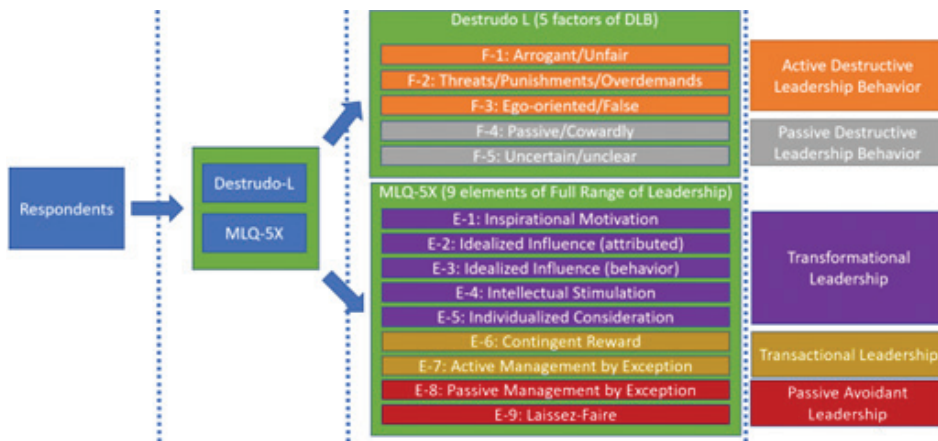 Respondents
Destrudo-L
MLQ-5X
Destrudo L (5 factors of DLB)
F-1: Arrogant/Unfair
F-2: Threats/Punishments/Overdemands
F-3: Ego-oriented/False
F-4: Passive/Cowardly
F-5: Uncertain/unclear
MLQ-5X (9 elements of Full Range of Leadership)
E-1: Inspirational Motivation
E-2: Idealized Influence (attributed)
E-3: Idealized Influence (behavior)
E-4: Intellectual Stimulation
E-5: Individualized Consideration
E-6: Contingent Reward
E-7: Active Management by Exception
E-8: Passive Management by Exception
E-9: Laissez-Faire
Active Destructive
Leadership Behavior
Passive Destructive
Leadership Behavior
Transformational
Leadership
Transactional Leadership
Passive Avoidant
Leadership